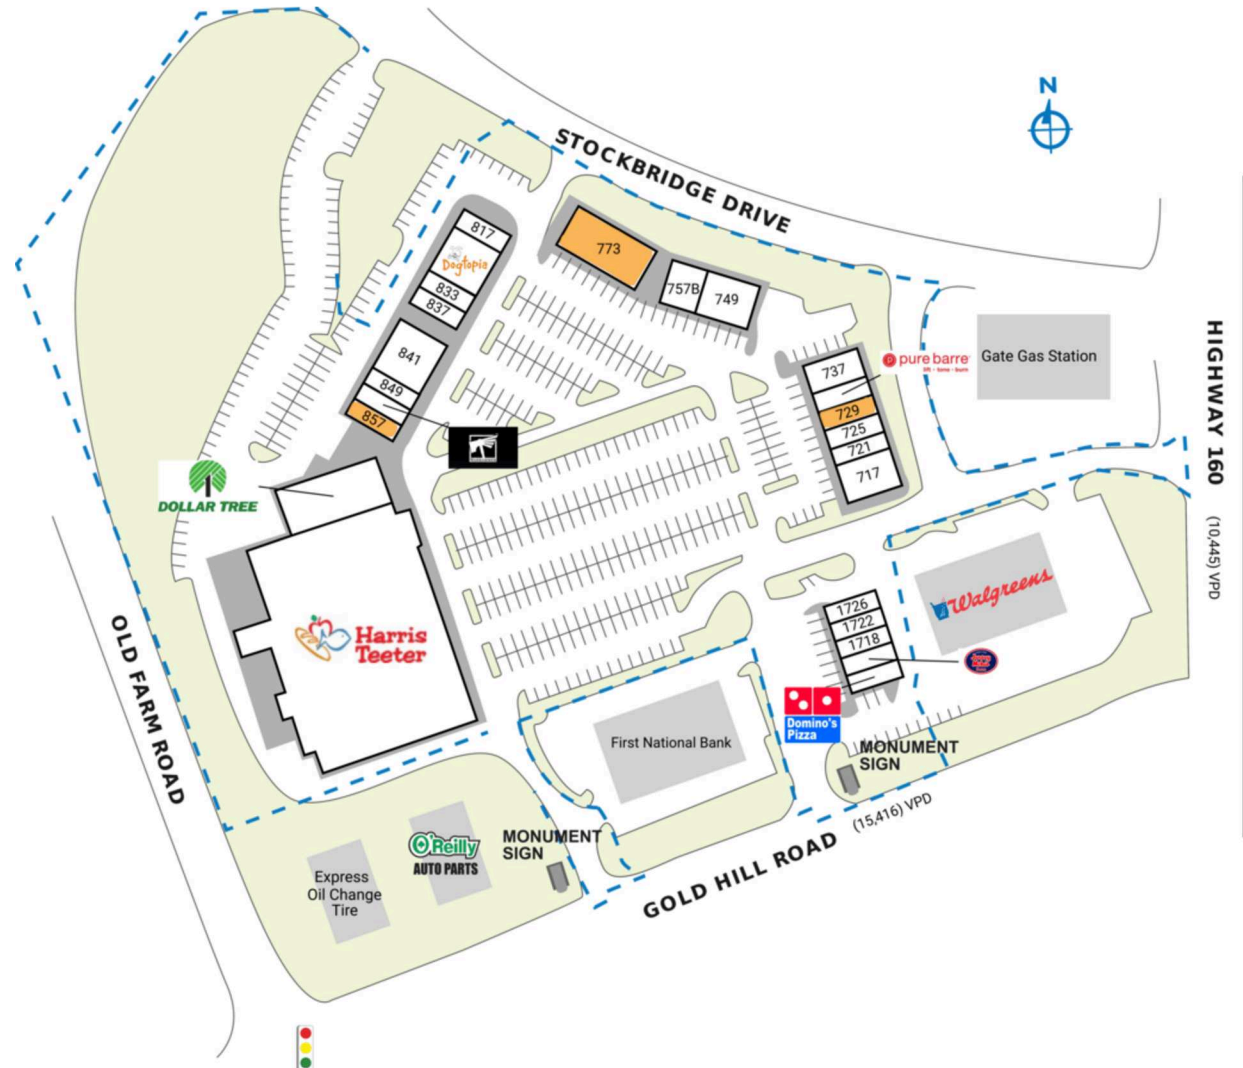 N
STOCKBRIDGE DRIVE
817
Dogtopia
833
837
773
757B
749
841
849
857
737
pure barre
lift • tone • burn
729
725
721
717
Gate Gas Station
HIGHWAY 160
(10,445) VPD
DOLLAR TREE
Harris
Teeter
OLD FARM ROAD
Walgreens
1726
1722
1718
Domino's
Pizza
First National Bank
MONUMENT
SIGN
(15,416) VPD
GOLD HILL ROAD
MONUMENT
SIGN
O'Reilly
AUTO PARTS
Express
Oil Change
Tire